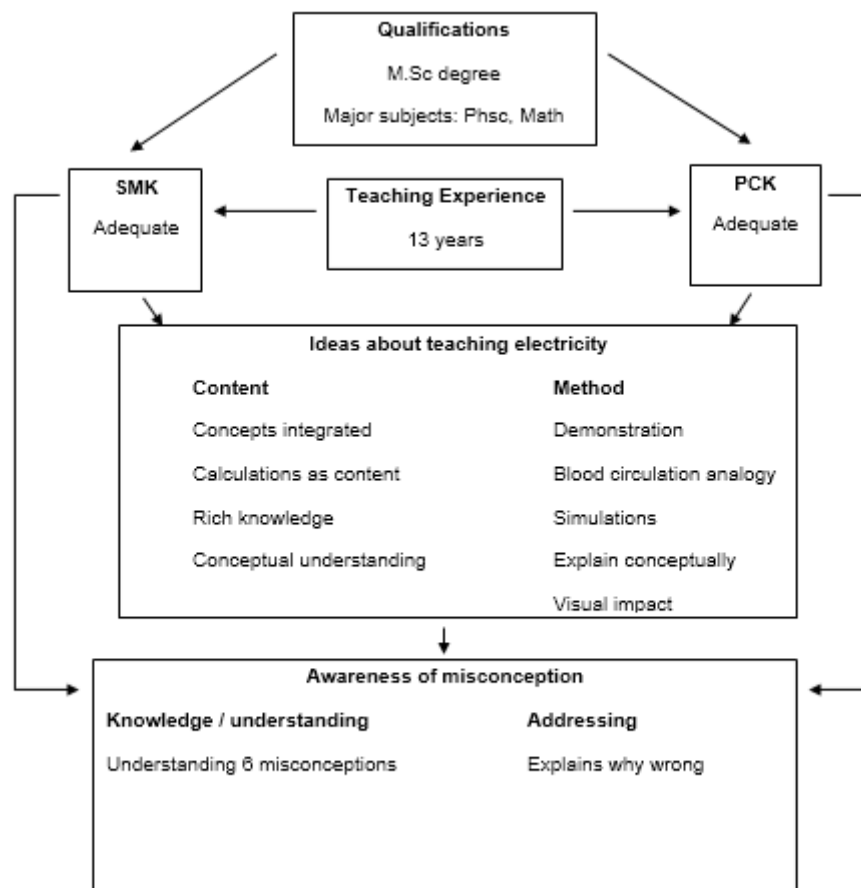 Qualifications
M.Sc degree
Major subjects: Phsc, Math
SMK
Adequate
Teaching Experience
13 years
PCK
Adequate
Ideas about teaching electricity
Content
Concepts integrated
Calculations as content
Rich knowledge
Conceptual understanding
Method
Demonstration
Blood circulation analogy
Simulations
Explain conceptually
Visual impact
Awareness of misconception
Knowledge / understanding
Understanding 6 misconceptions
Addressing
Explains why wrong